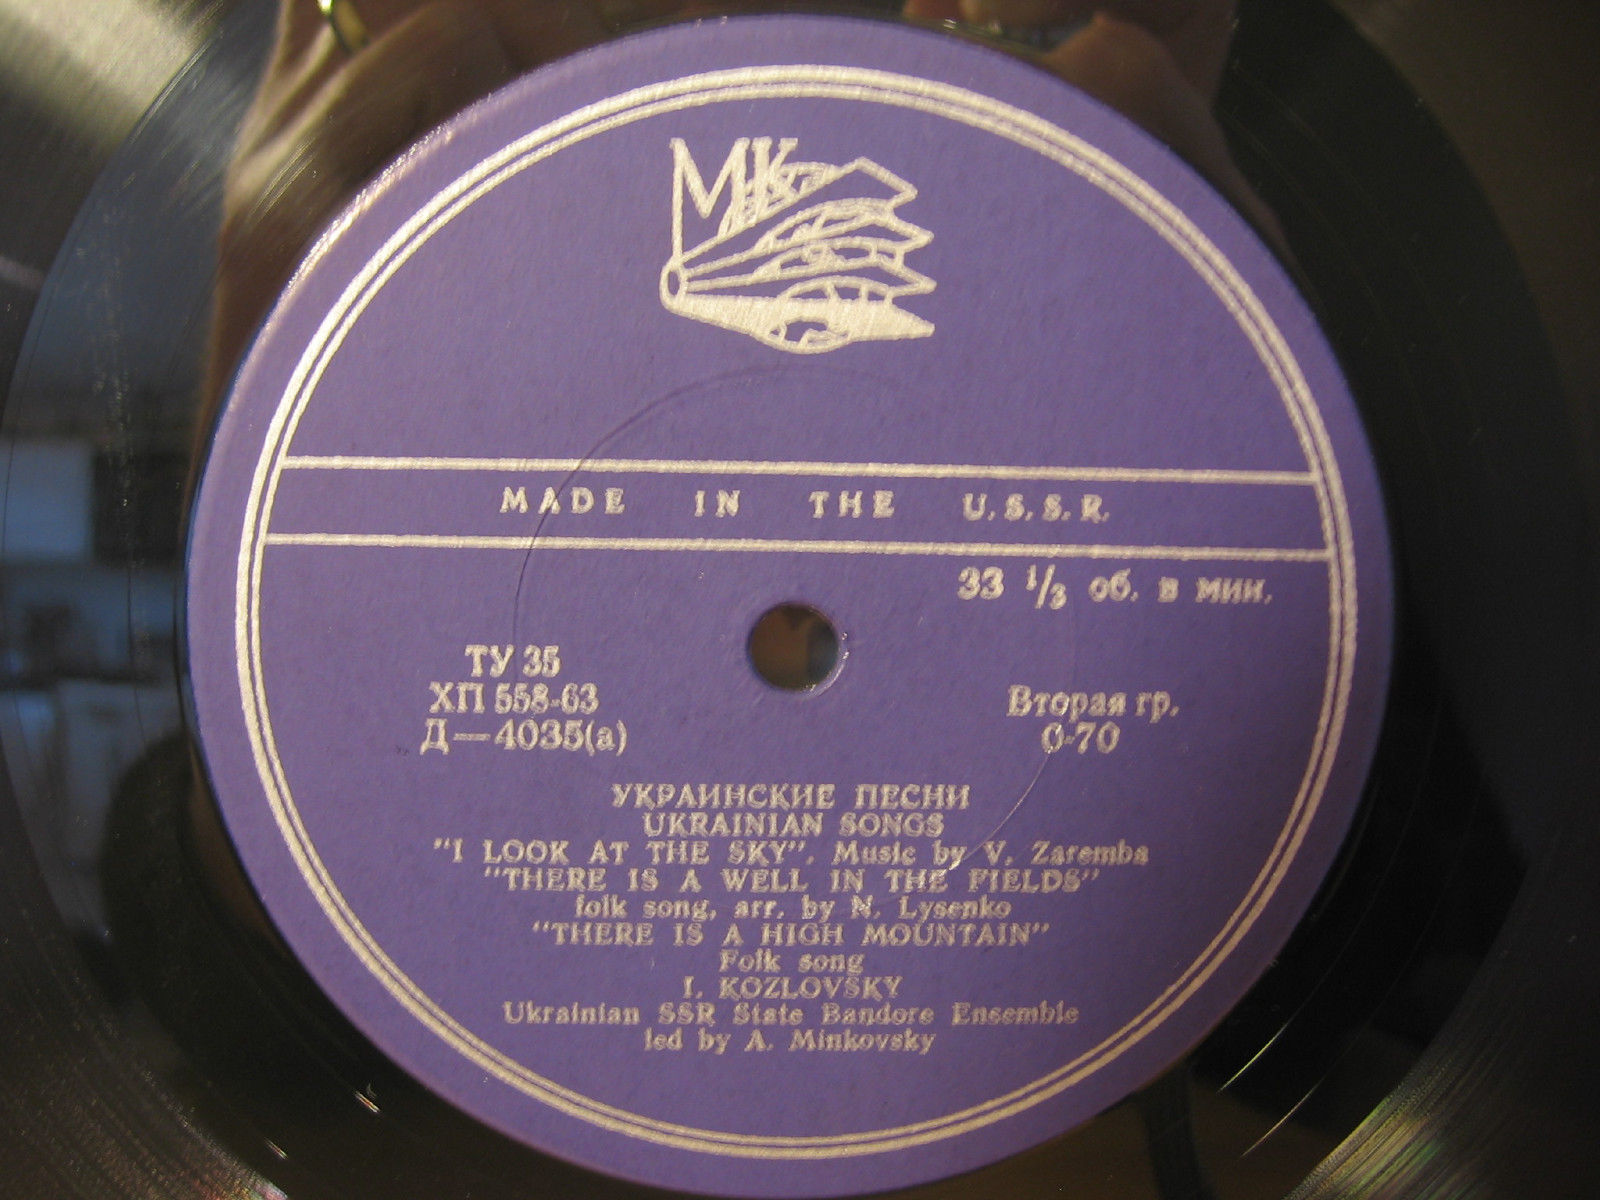 МК
MADE IN THE U.S.S.R.
33 1/3 об. в мин.
ТУ 35
ХП 558-63
Д—4035(а)
Вторая гр.
0-70
УКРАИНСКИЕ ПЕСНИ
UKRAINIAN SONGS
"I LOOK AT THE SKY". Music by V. Zaremba
"THERE IS A WELL IN THE FIELDS"
folk song, arr. by N. Lysenko
"THERE IS A HIGH MOUNTAIN"
Folk song
I. KOZLOVSKY
Ukrainian SSR State Bandore Ensemble
led by A. Minkovsky